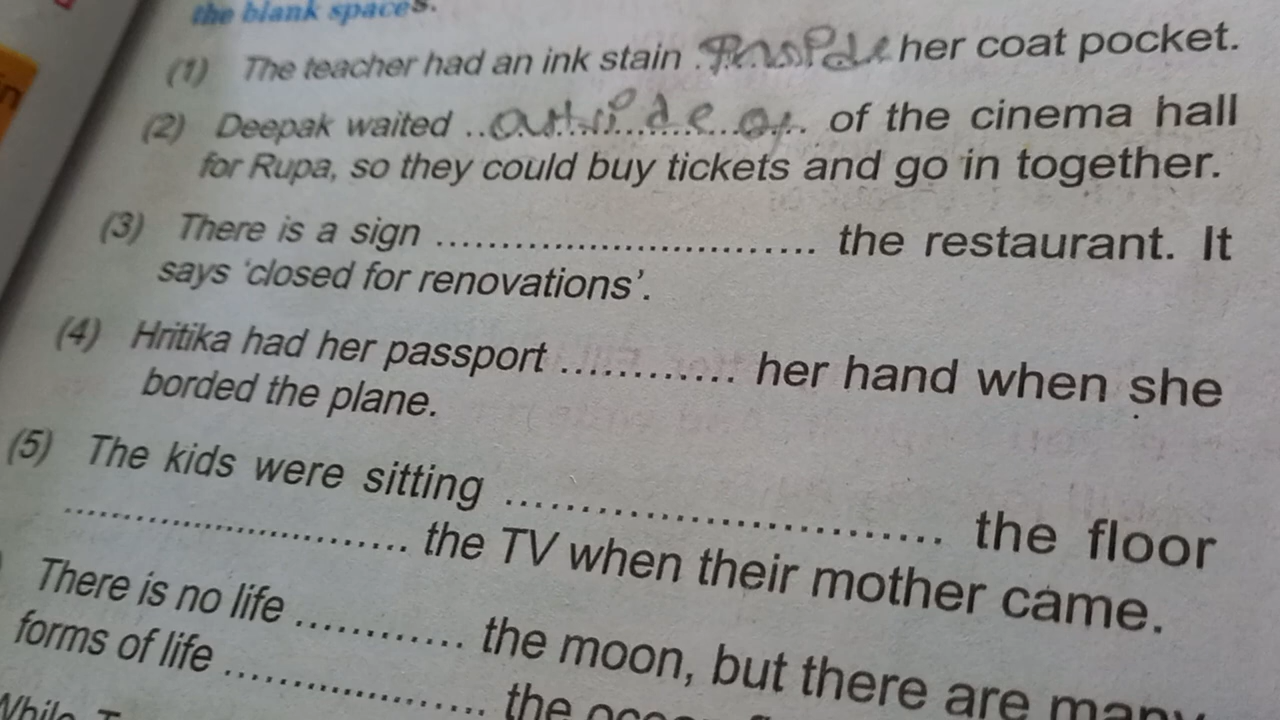 the blank spaces.
(1) The teacher had an ink stain Inside her coat pocket.
(2) Deepak waited ..outside of.. of the cinema hall
for Rupa, so they could buy tickets and go in together.
(3) There is a sign .............................. the restaurant. It
says ‘closed for renovations’.
(4) Hritika had her passport ............ her hand when she
borded the plane.
(5) The kids were sitting .............................. the floor
.............................. the TV when their mother came.
There is no life ............ the moon, but there are many
forms of life .................. the
While